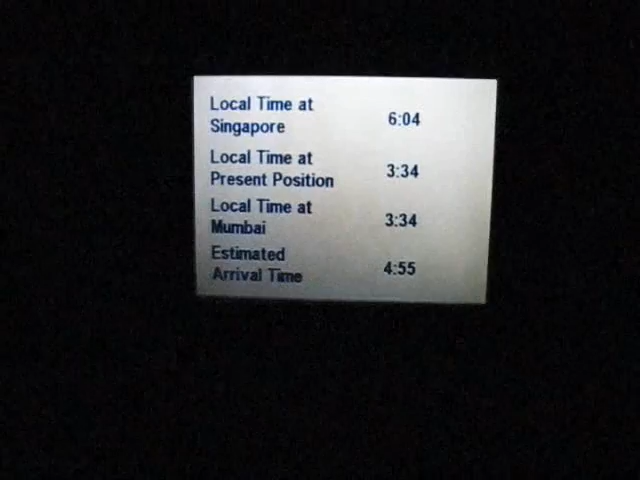 Local Time at
Singapore 6:04
Local Time at
Present Position 3:34
Local Time at
Mumbai 3:34
Estimated
Arrival Time 4:55